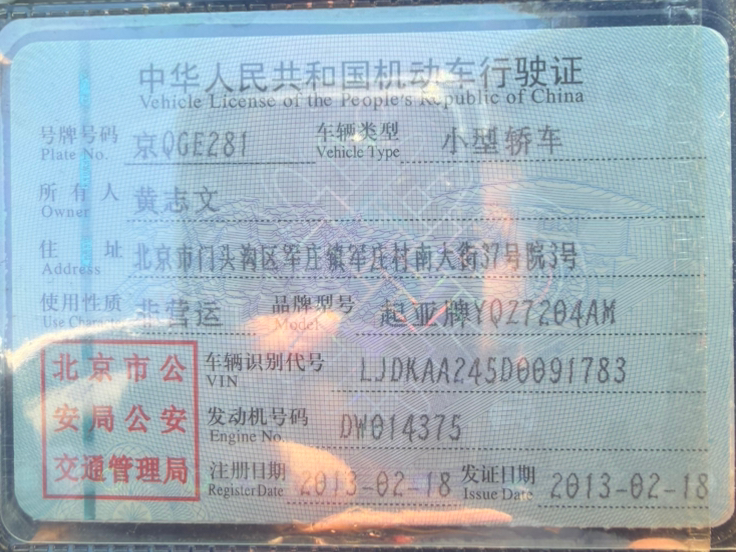 中华人民共和国机动车行驶证
Vehicle License of the People's Republic of China
号牌号码 京QGE281 车辆类型 小型轿车
Plate No. Vehicle Type
所有人 黄志文
Owner
住址 北京市门头沟区军庄镇军庄村南大街37号院3号
Address
使用性质 非营运 品牌型号 起亚牌YQZ7204AM
Use Character Model
北京市公
安局公安
交通管理局
车辆识别代号 LJDKAA245D0091783
VIN
发动机号码 DW014375
Engine No.
注册日期 2013-02-18 发证日期 2013-02-18
Register Date Issue Date